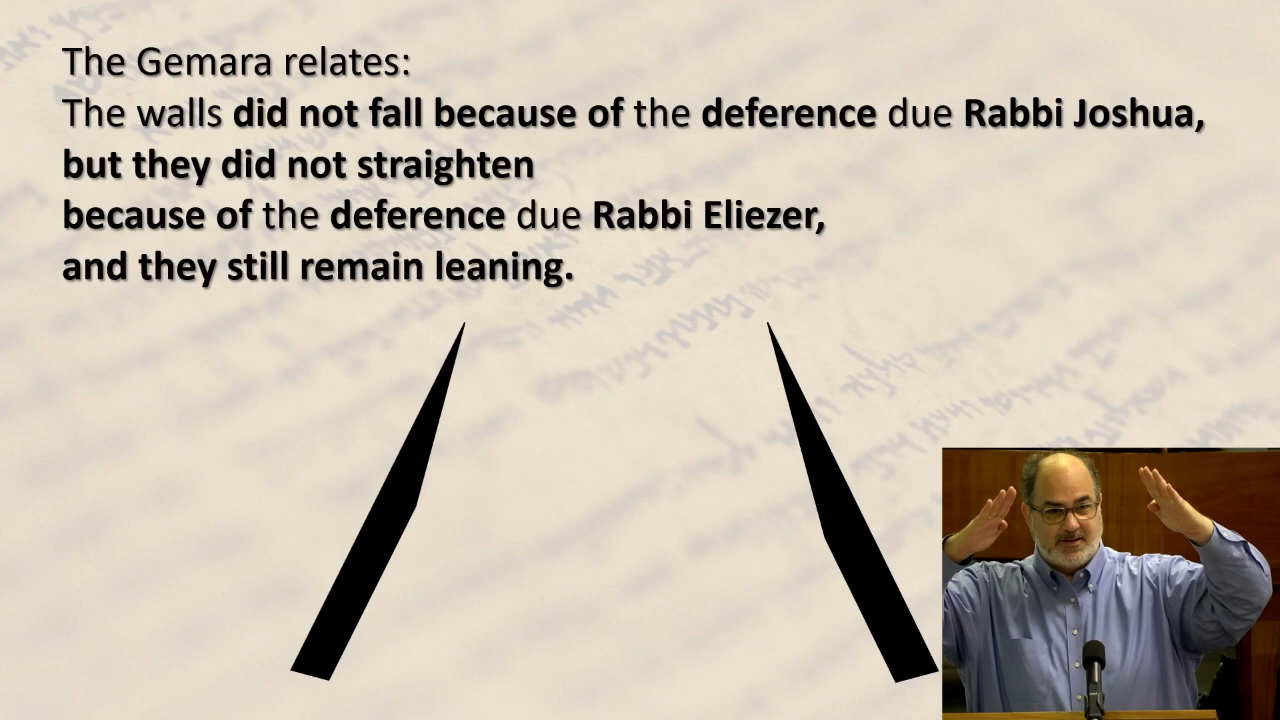 The Gemara relates:
The walls did not fall because of the deference due Rabbi Joshua,
but they did not straighten
because of the deference due Rabbi Eliezer,
and they still remain leaning.